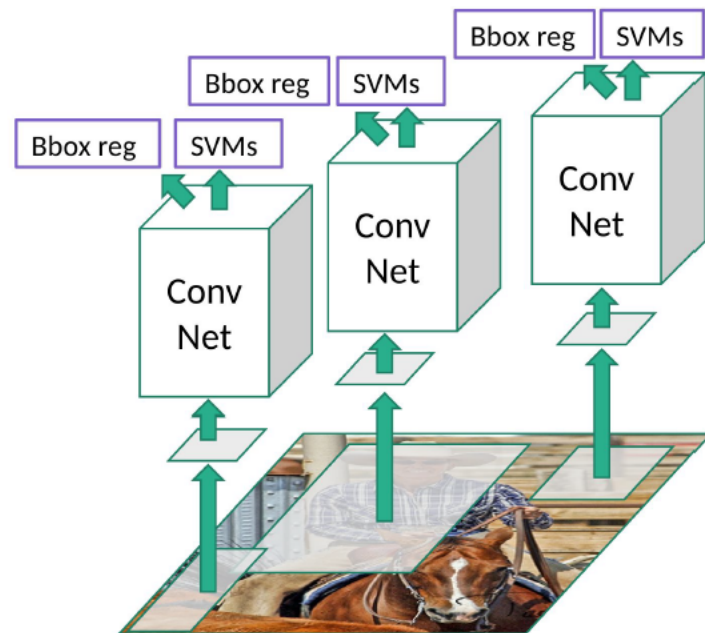 Bbox reg SVMs
Bbox reg SVMs
Bbox reg SVMs
Conv
Net
Conv
Net
Conv
Net